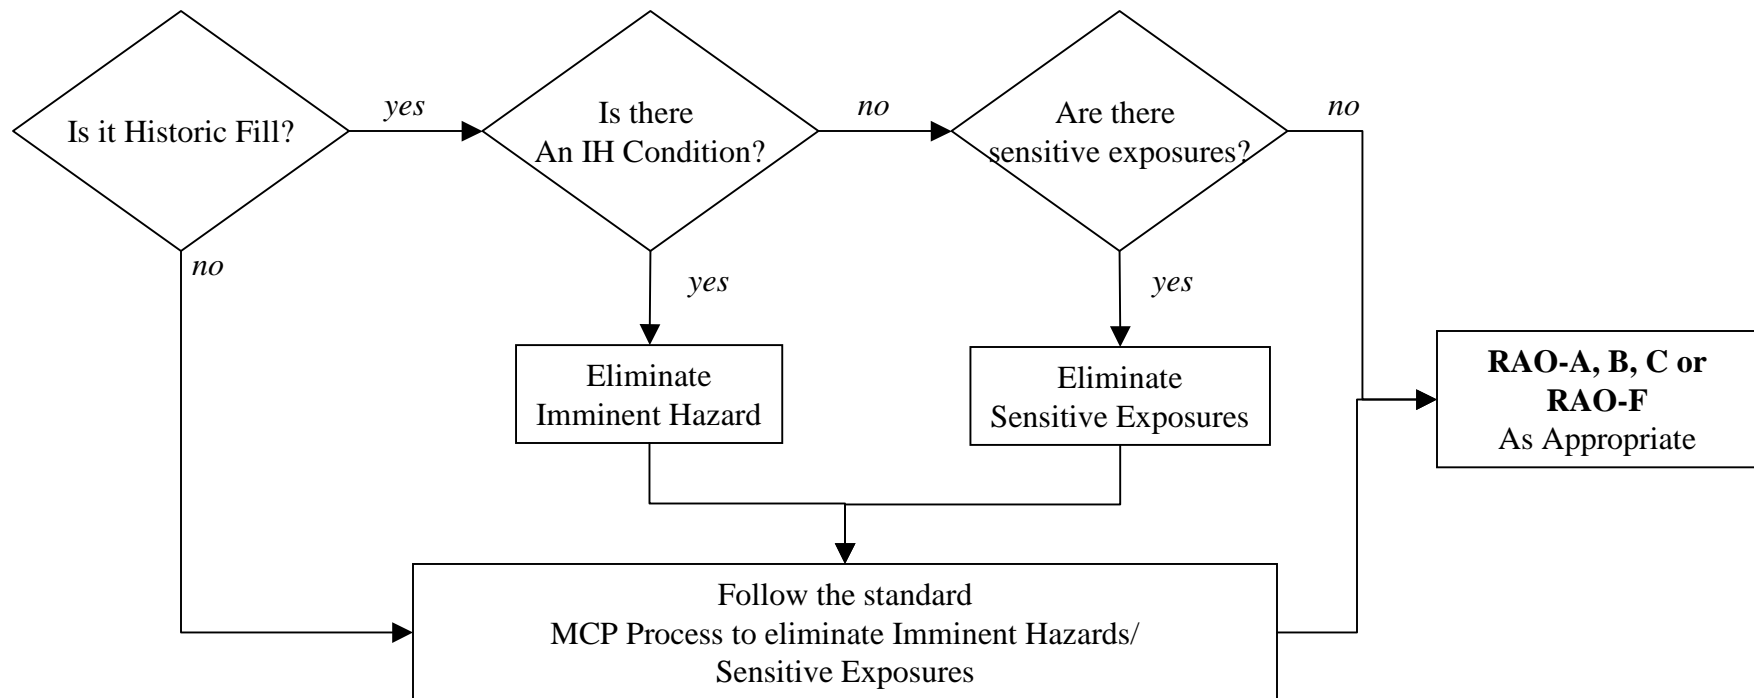 Is it Historic Fill?
yes
Is there
An IH Condition?
no
Are there
sensitive exposures?
no
no
yes
yes
Eliminate
Imminent Hazard
Eliminate
Sensitive Exposures
RAO-A, B, C or
RAO-F
As Appropriate
Follow the standard
MCP Process to eliminate Imminent Hazards/
Sensitive Exposures